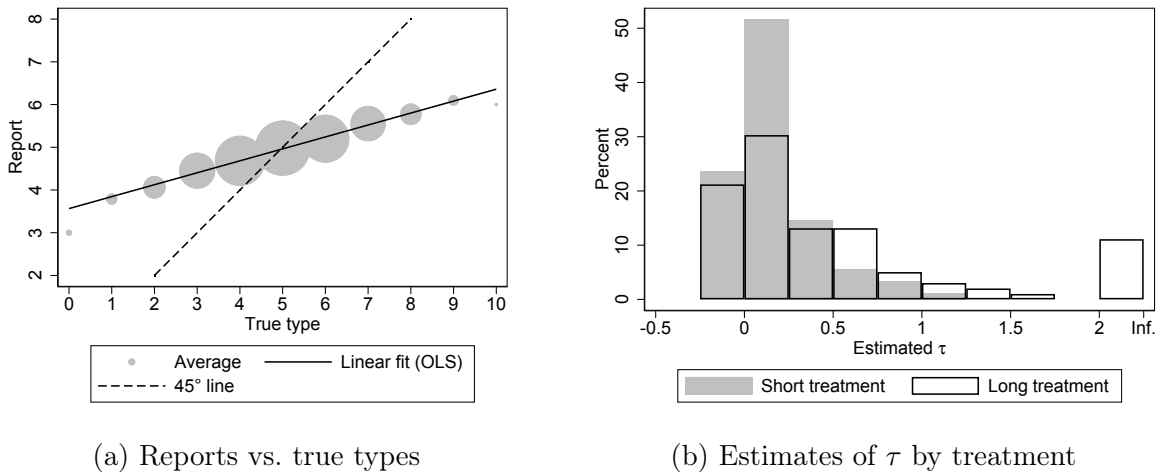 8
7
6
5
4
3
2
Report
0 1 2 3 4 5 6 7 8 9 10
True type
Average Linear fit (OLS)
45° line
(a) Reports vs. true types
50
40
30
20
10
0
Percent
-0.5 0 0.5 1 1.5 2 Inf.
Estimated τ
Short treatment Long treatment
(b) Estimates of τ by treatment